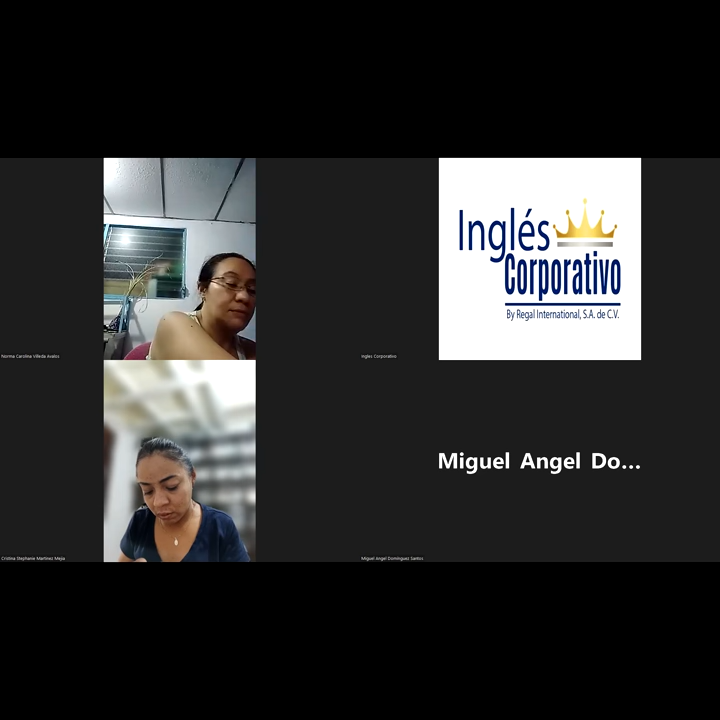 Inglés
Corporativo
By Regal International, S.A. de C.V.
Norma Carolina Villeda Avalos
Ingles Corporativo
Miguel Angel Do...
Cristina Stephanie Martinez Mejia
Miguel Angel Dominguez Santos